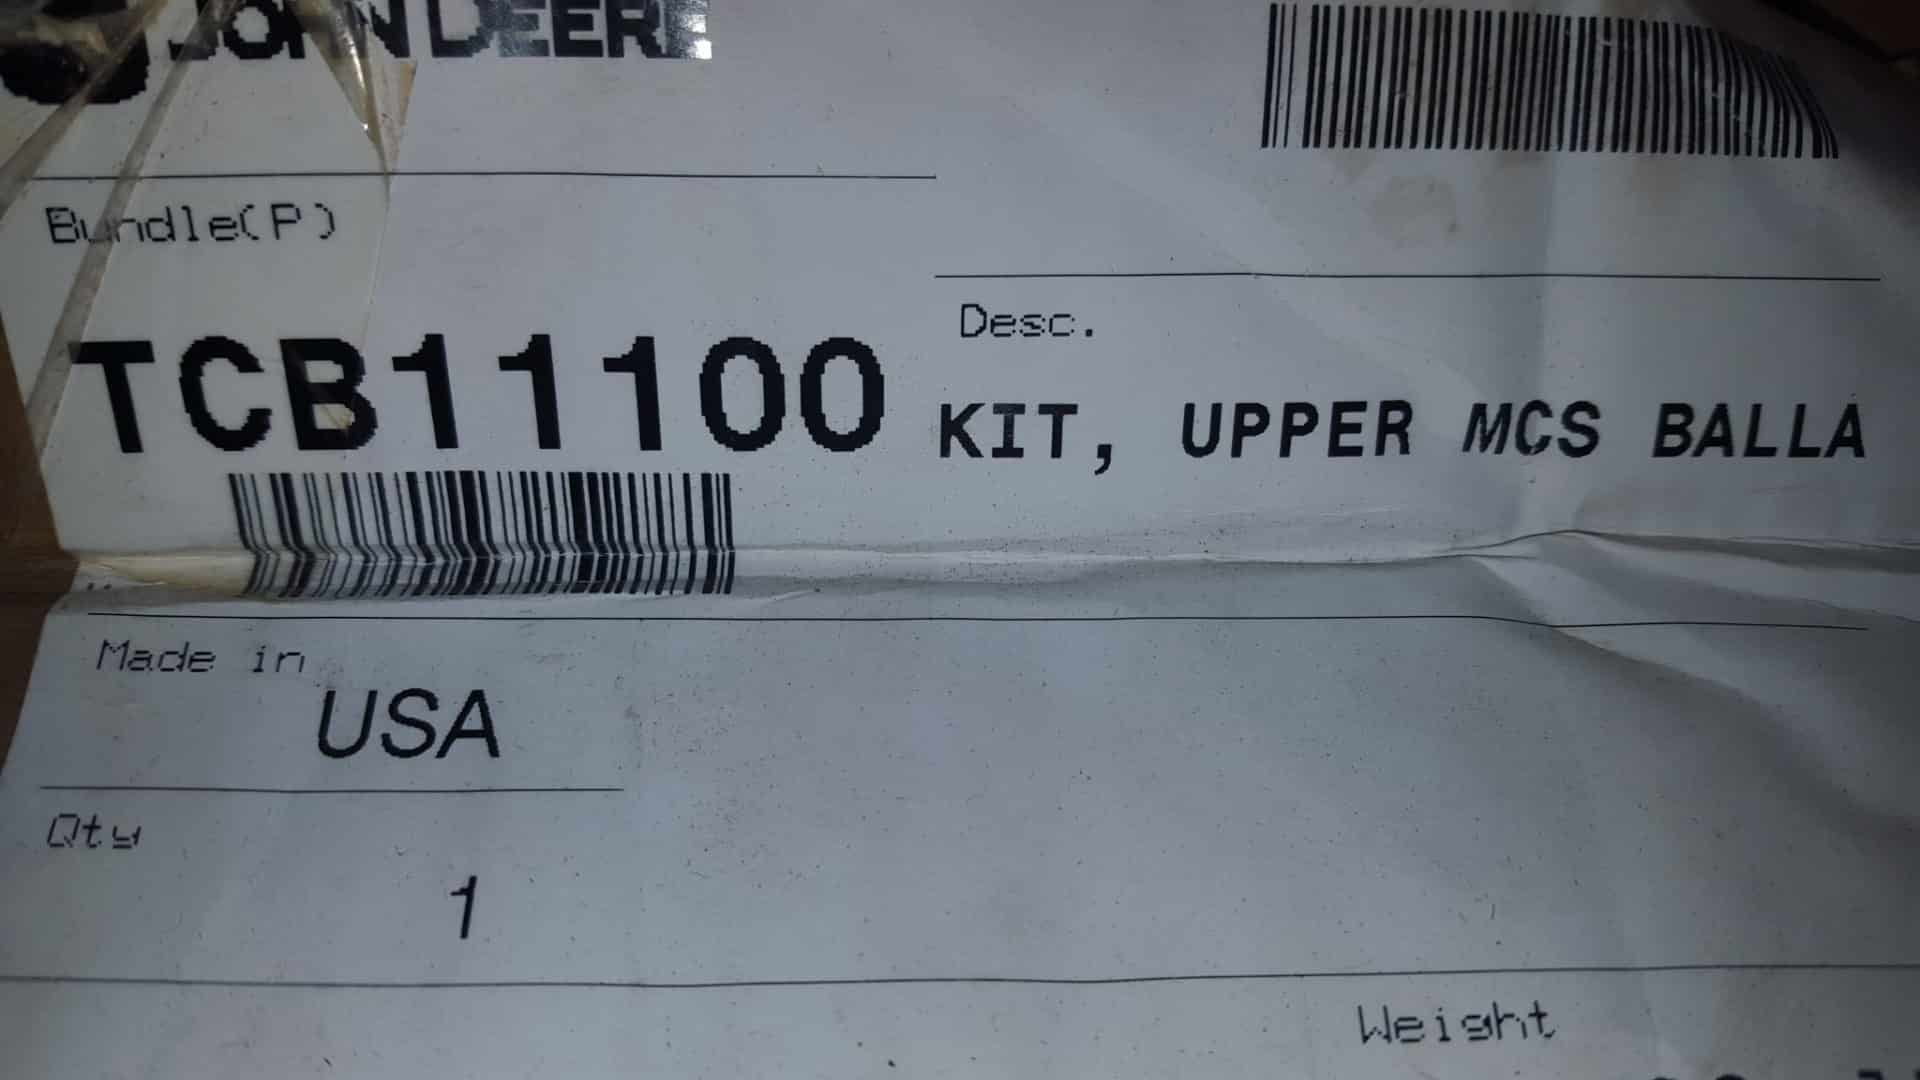 JOHN DEERE
Bundle(P)
Desc.
TCB11100
KIT, UPPER MCS BALLA
Made in
USA
Qty
1
Weight